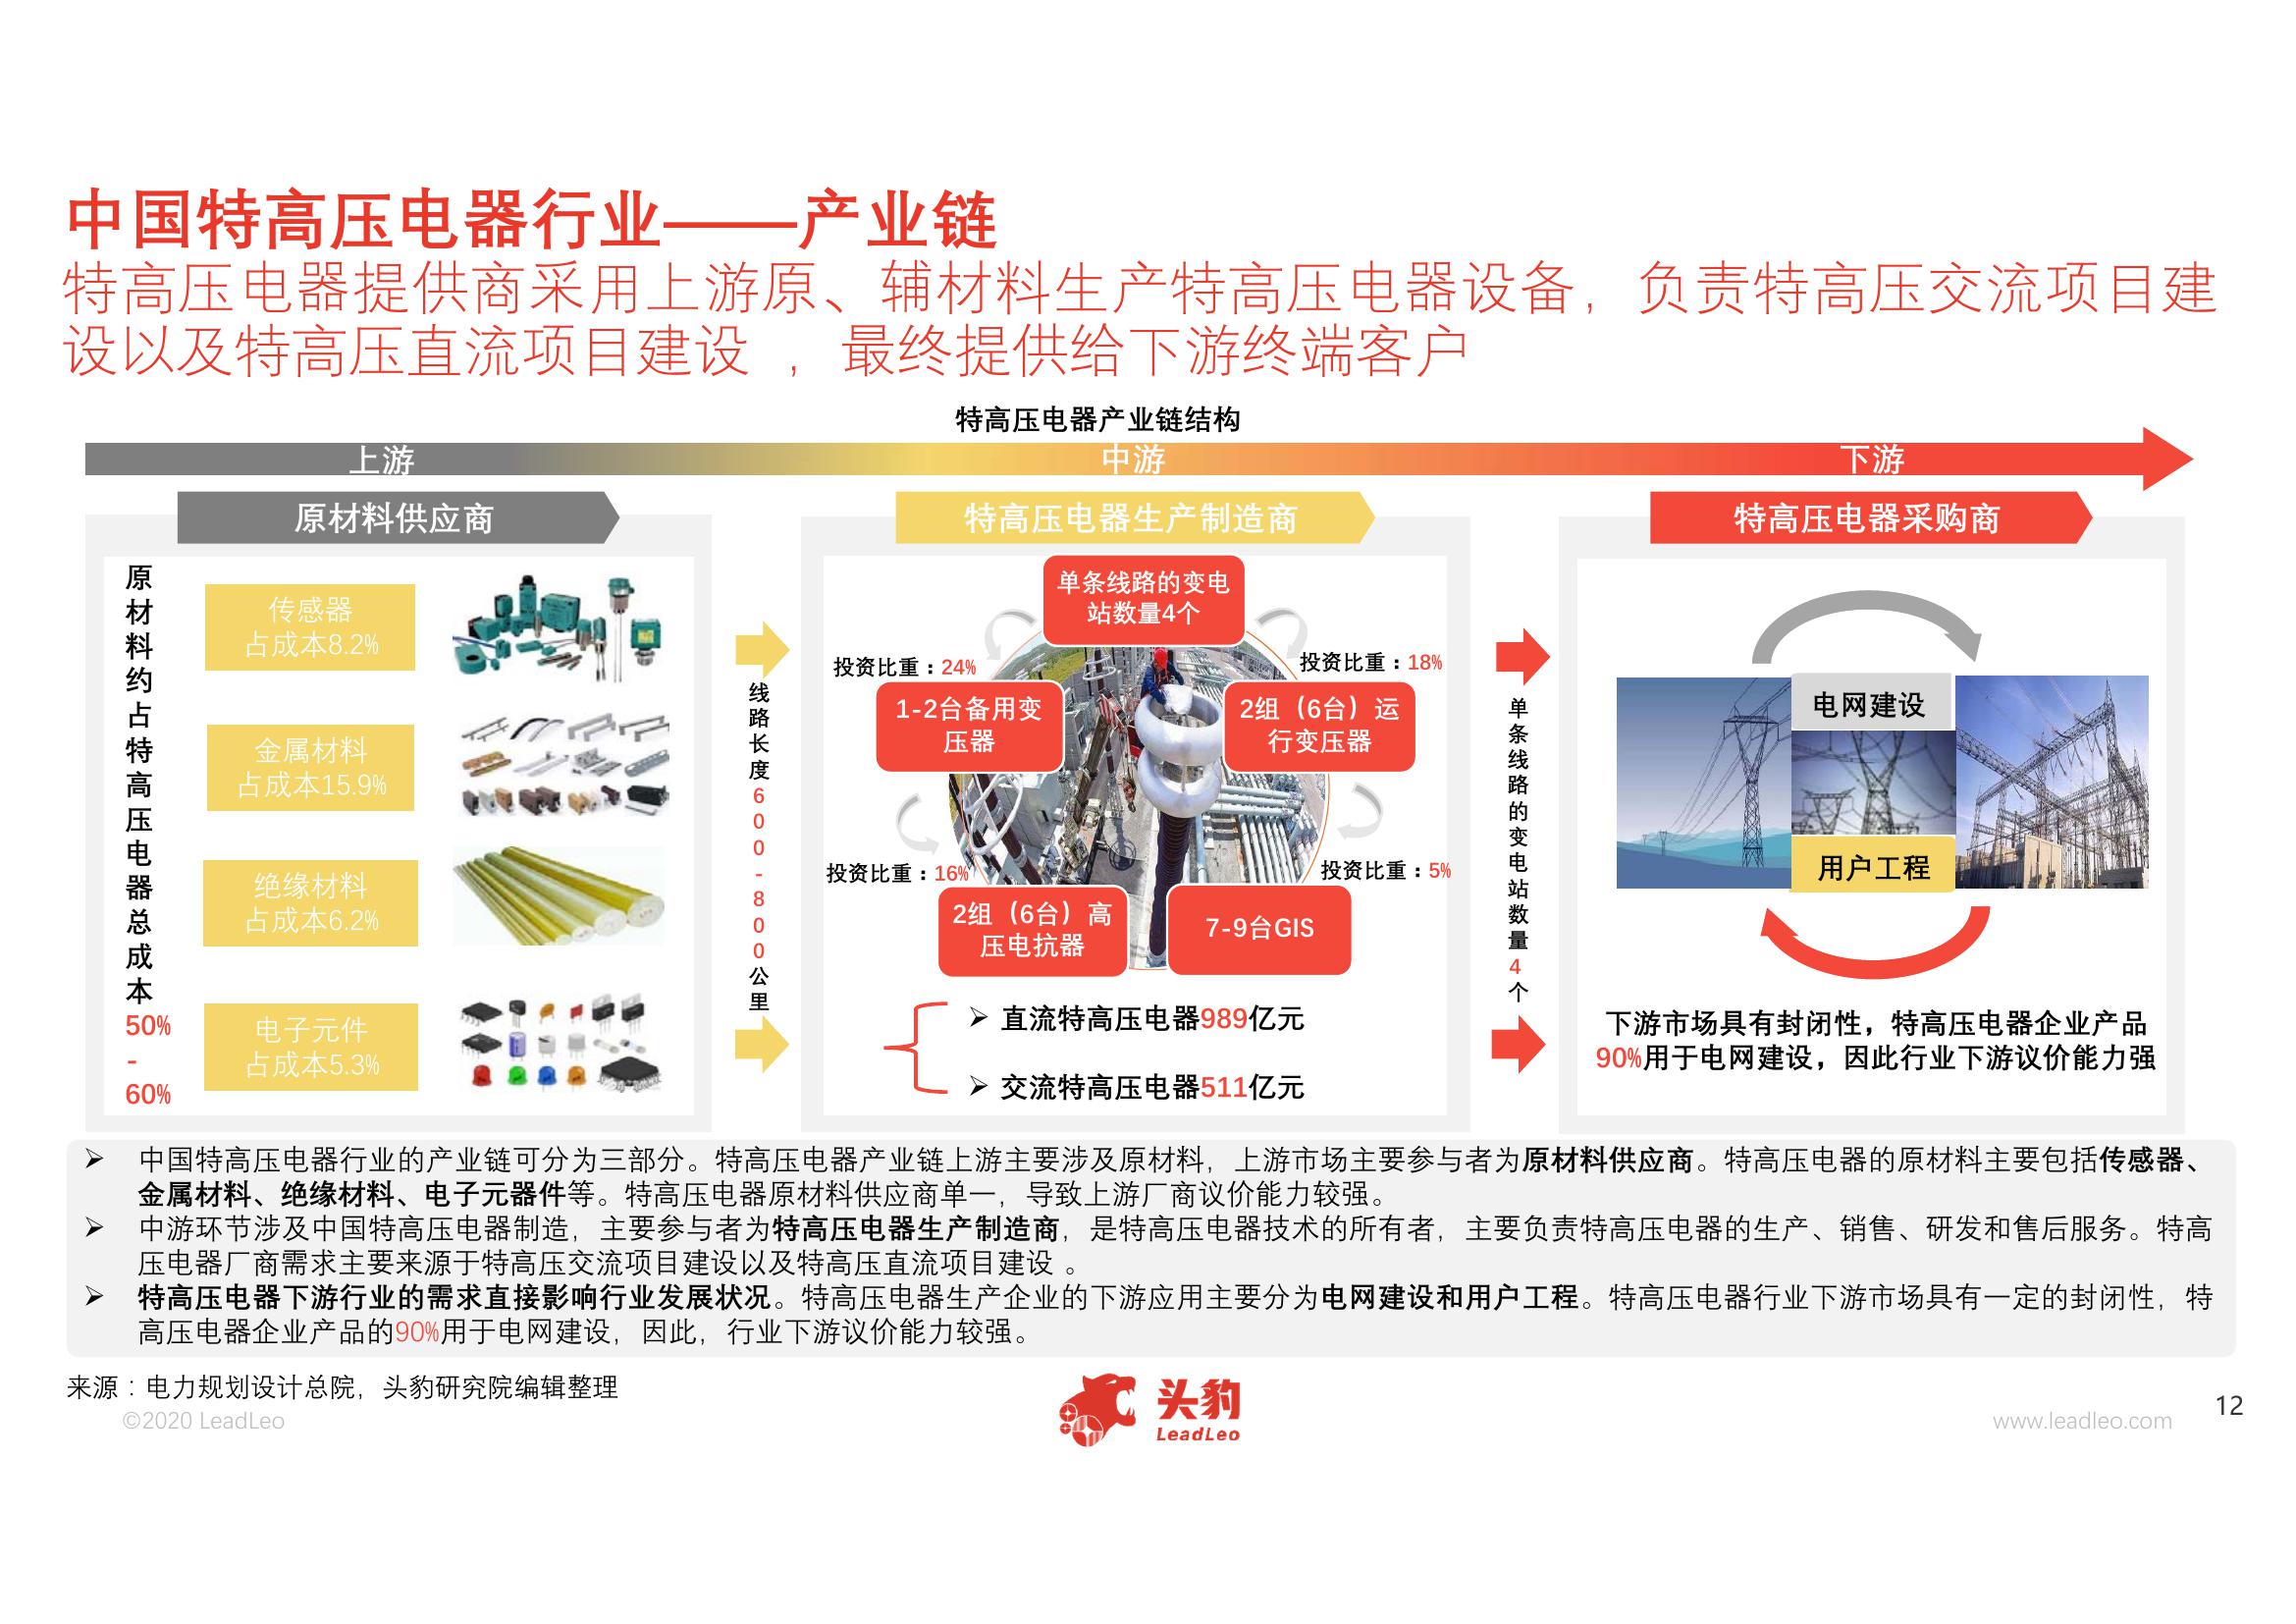 中国特高压电器行业——产业链
特高压电器提供商采用上游原、辅材料生产特高压电器设备，负责特高压交流项目建
设以及特高压直流项目建设 ，最终提供给下游终端客户
特高压电器产业链结构
上游
中游
下游
原材料供应商
特高压电器生产制造商
特高压电器采购商
原材料约占特高压电器总成本
50%
-
60%
传感器
占成本8.2%
金属材料
占成本15.9%
绝缘材料
占成本6.2%
电子元件
占成本5.3%
线路长度600-800公里
单条线路的变电
站数量4个
投资比重：24%
投资比重：18%
1-2台备用变
压器
2组（6台）运
行变压器
投资比重：16%
投资比重：5%
2组（6台）高
压电抗器
7-9台GIS
➢ 直流特高压电器989亿元
➢ 交流特高压电器511亿元
单条线路的变电站数量4个
电网建设
用户工程
下游市场具有封闭性，特高压电器企业产品
90%用于电网建设，因此行业下游议价能力强
➢ 中国特高压电器行业的产业链可分为三部分。特高压电器产业链上游主要涉及原材料，上游市场主要参与者为原材料供应商。特高压电器的原材料主要包括传感器、
金属材料、绝缘材料、电子元器件等。特高压电器原材料供应商单一，导致上游厂商议价能力较强。
➢ 中游环节涉及中国特高压电器制造，主要参与者为特高压电器生产制造商，是特高压电器技术的所有者，主要负责特高压电器的生产、销售、研发和售后服务。特高
压电器厂商需求主要来源于特高压交流项目建设以及特高压直流项目建设 。
➢ 特高压电器下游行业的需求直接影响行业发展状况。特高压电器生产企业的下游应用主要分为电网建设和用户工程。特高压电器行业下游市场具有一定的封闭性，特
高压电器企业产品的90%用于电网建设，因此，行业下游议价能力较强。
来源：电力规划设计总院，头豹研究院编辑整理
©2020 LeadLeo
头豹
LeadLeo
www.leadleo.com
12